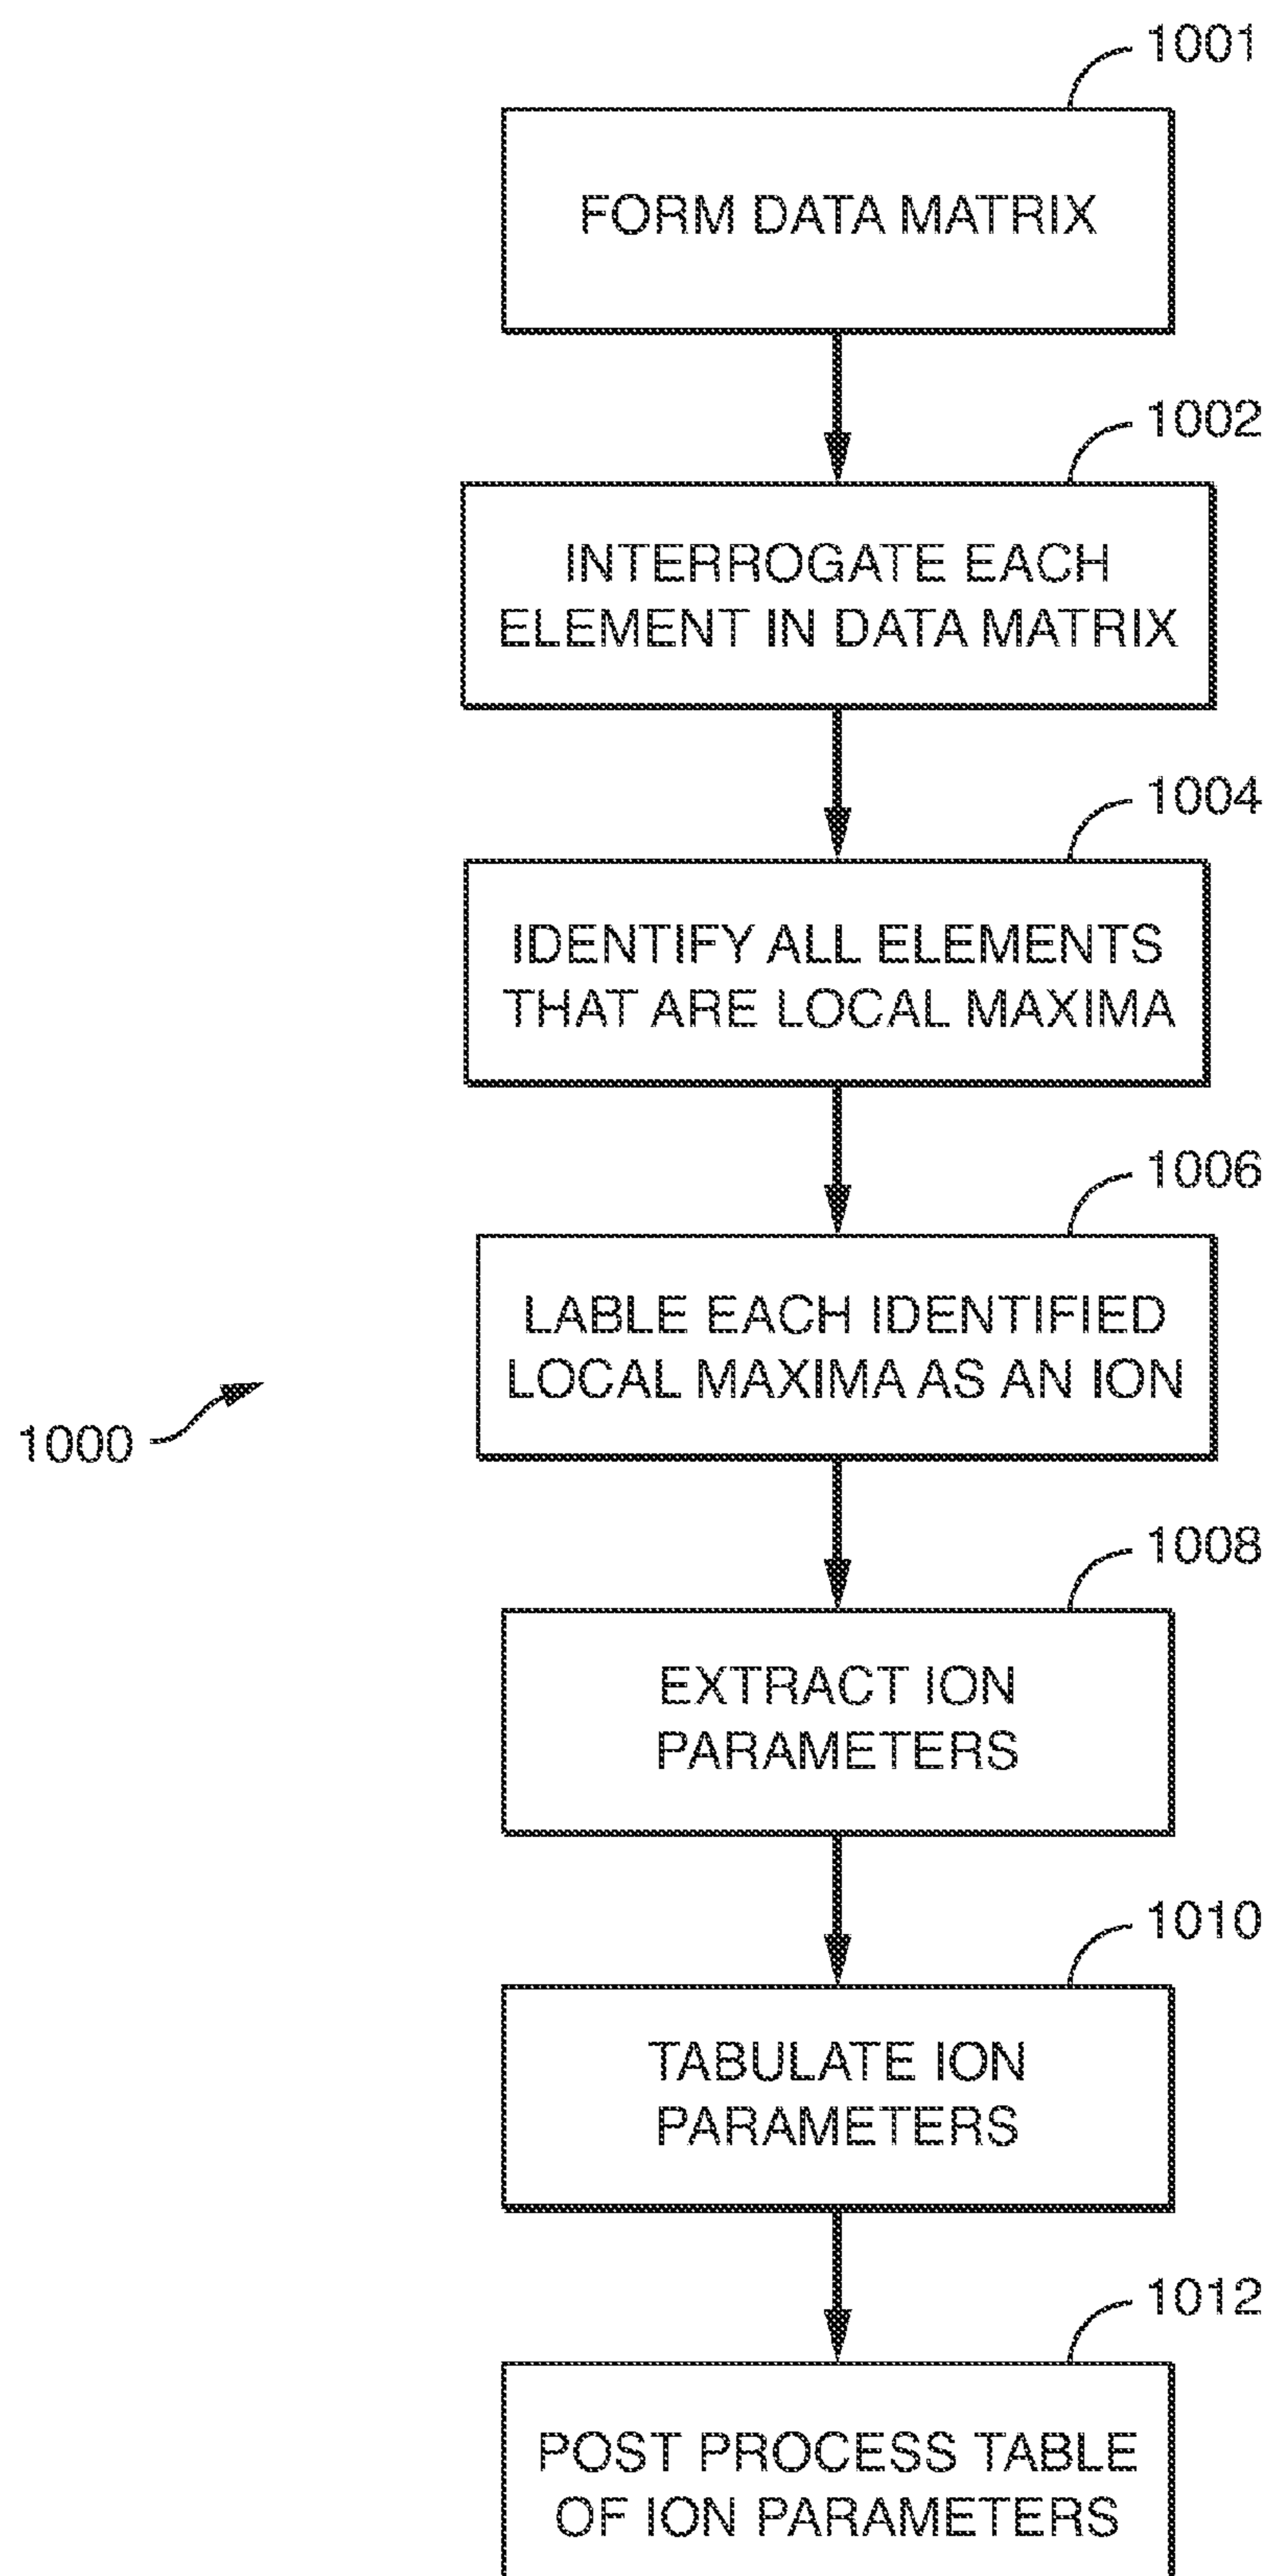 1001
FORM DATA MATRIX
1002
INTERROGATE EACH
ELEMENT IN DATA MATRIX
1004
IDENTIFY ALL ELEMENTS
THAT ARE LOCAL MAXIMA
1006
LABLE EACH IDENTIFIED
LOCAL MAXIMA AS AN ION
1000
1008
EXTRACT ION
PARAMETERS
1010
TABULATE ION
PARAMETERS
1012
POST PROCESS TABLE
OF ION PARAMETERS